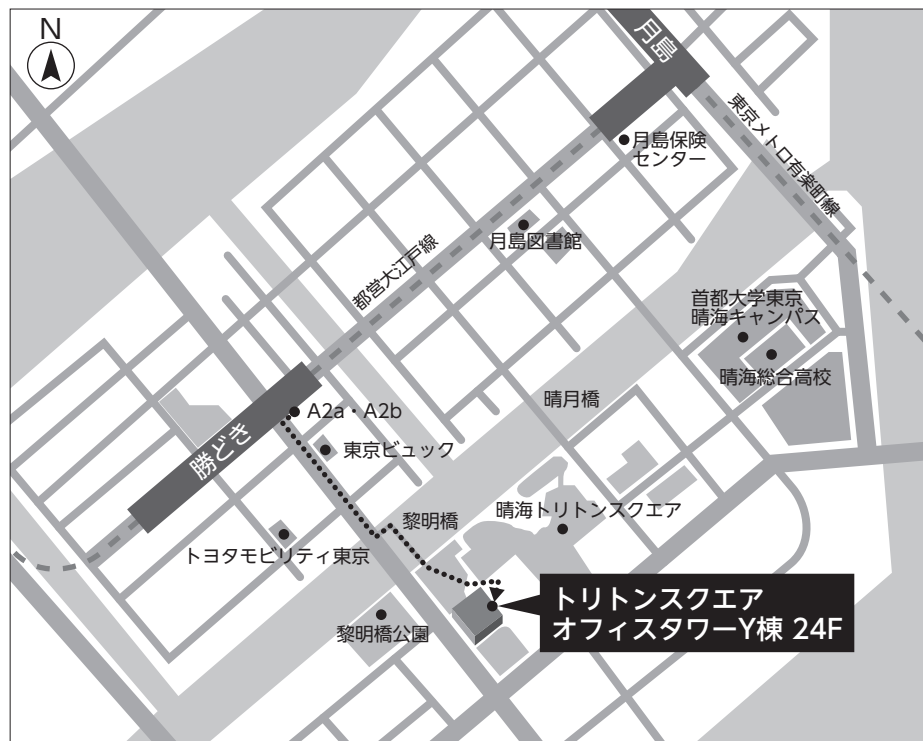 N
月島
東京メトロ有楽町線
月島保険
センター
月島図書館
都営大江戸線
首都大学東京
晴海キャンパス
晴海総合高校
晴月橋
A2a・A2b
勝どき
東京ビュック
晴海トリトンスクエア
黎明橋
トヨタモビリティ東京
トリトンスクエア
オフィスタワーY棟 24F
黎明橋公園